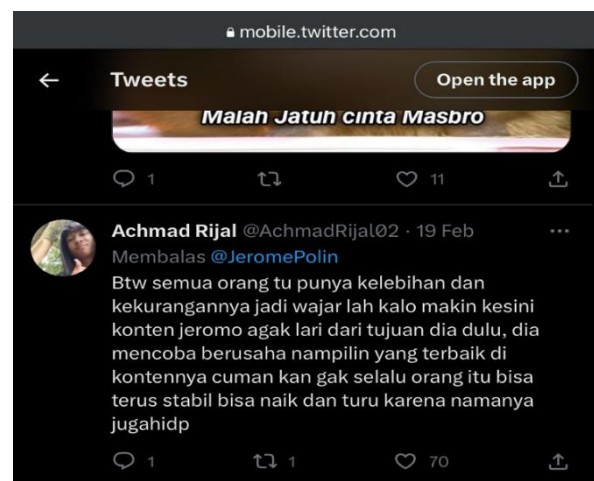 mobile.twitter.com
Tweets
Open the app
Malah Jatuh cinta Masbro
1
11
Achmad Rijal @AchmadRijal02 · 19 Feb
Membalas @JeromePolin
Btw semua orang tu punya kelebihan dan
kekurangannya jadi wajar lah kalo makin kesini
konten jeromo agak lari dari tujuan dia dulu, dia
mencoba berusaha nampilin yang terbaik di
kontennya cuman kan gak selalu orang itu bisa
terus stabil bisa naik dan turu karena namanya
jugahidp
1
1
70